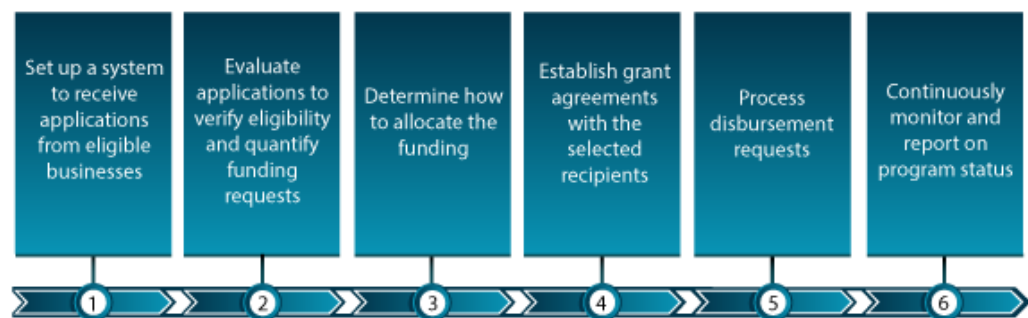 Set up a system
to receive
applications
from eligible
businesses
Evaluate
applications to
verify eligibility
and quantify
funding
requests
Determine how
to allocate the
funding
Establish grant
agreements
with the
selected
recipients
Process
disbursement
requests
Continuously
monitor and
report on
program status
1
2
3
4
5
6